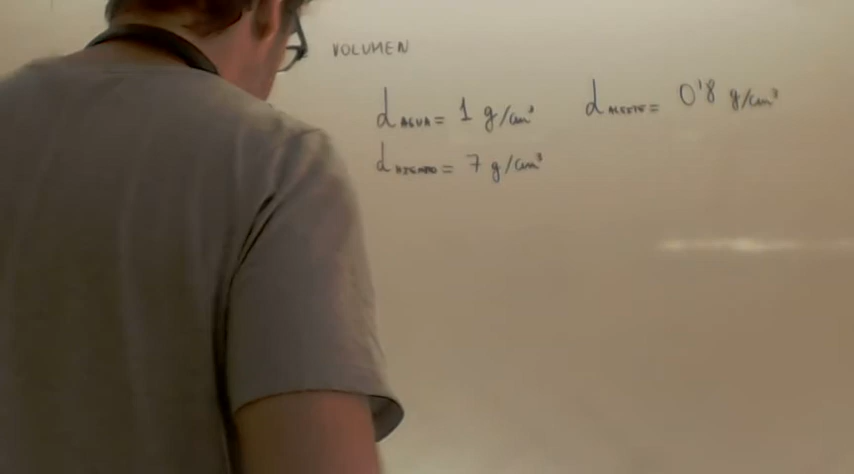 VOLUMEN
d AGUA = 1 g/cm³ d ACEITE = 0'8 g/cm³
d HIERRO = 7 g/cm³